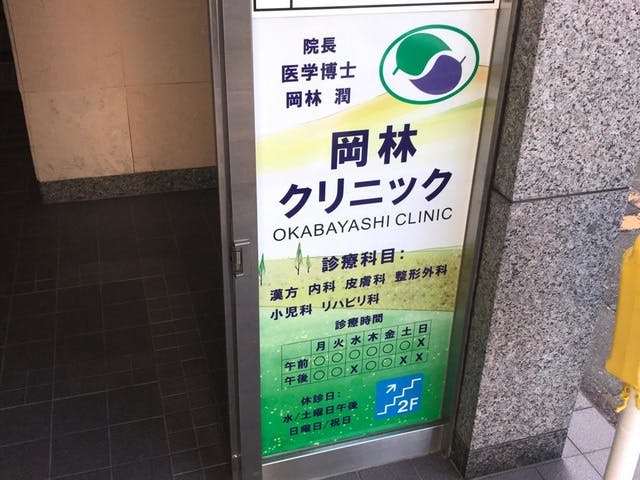 院長
医学博士
岡林 潤
岡林
クリニック
OKABAYASHI CLINIC
診療科目：
漢方 内科 皮膚科 整形外科
小児科 リハビリ科
診療時間
月 火 水 木 金 土 日
午前 ○ ○ ○ ○ ○ ○ X
午後 ○ ○ X ○ ○ X X
休診日：
水/土曜日午後
日曜日/祝日
2F